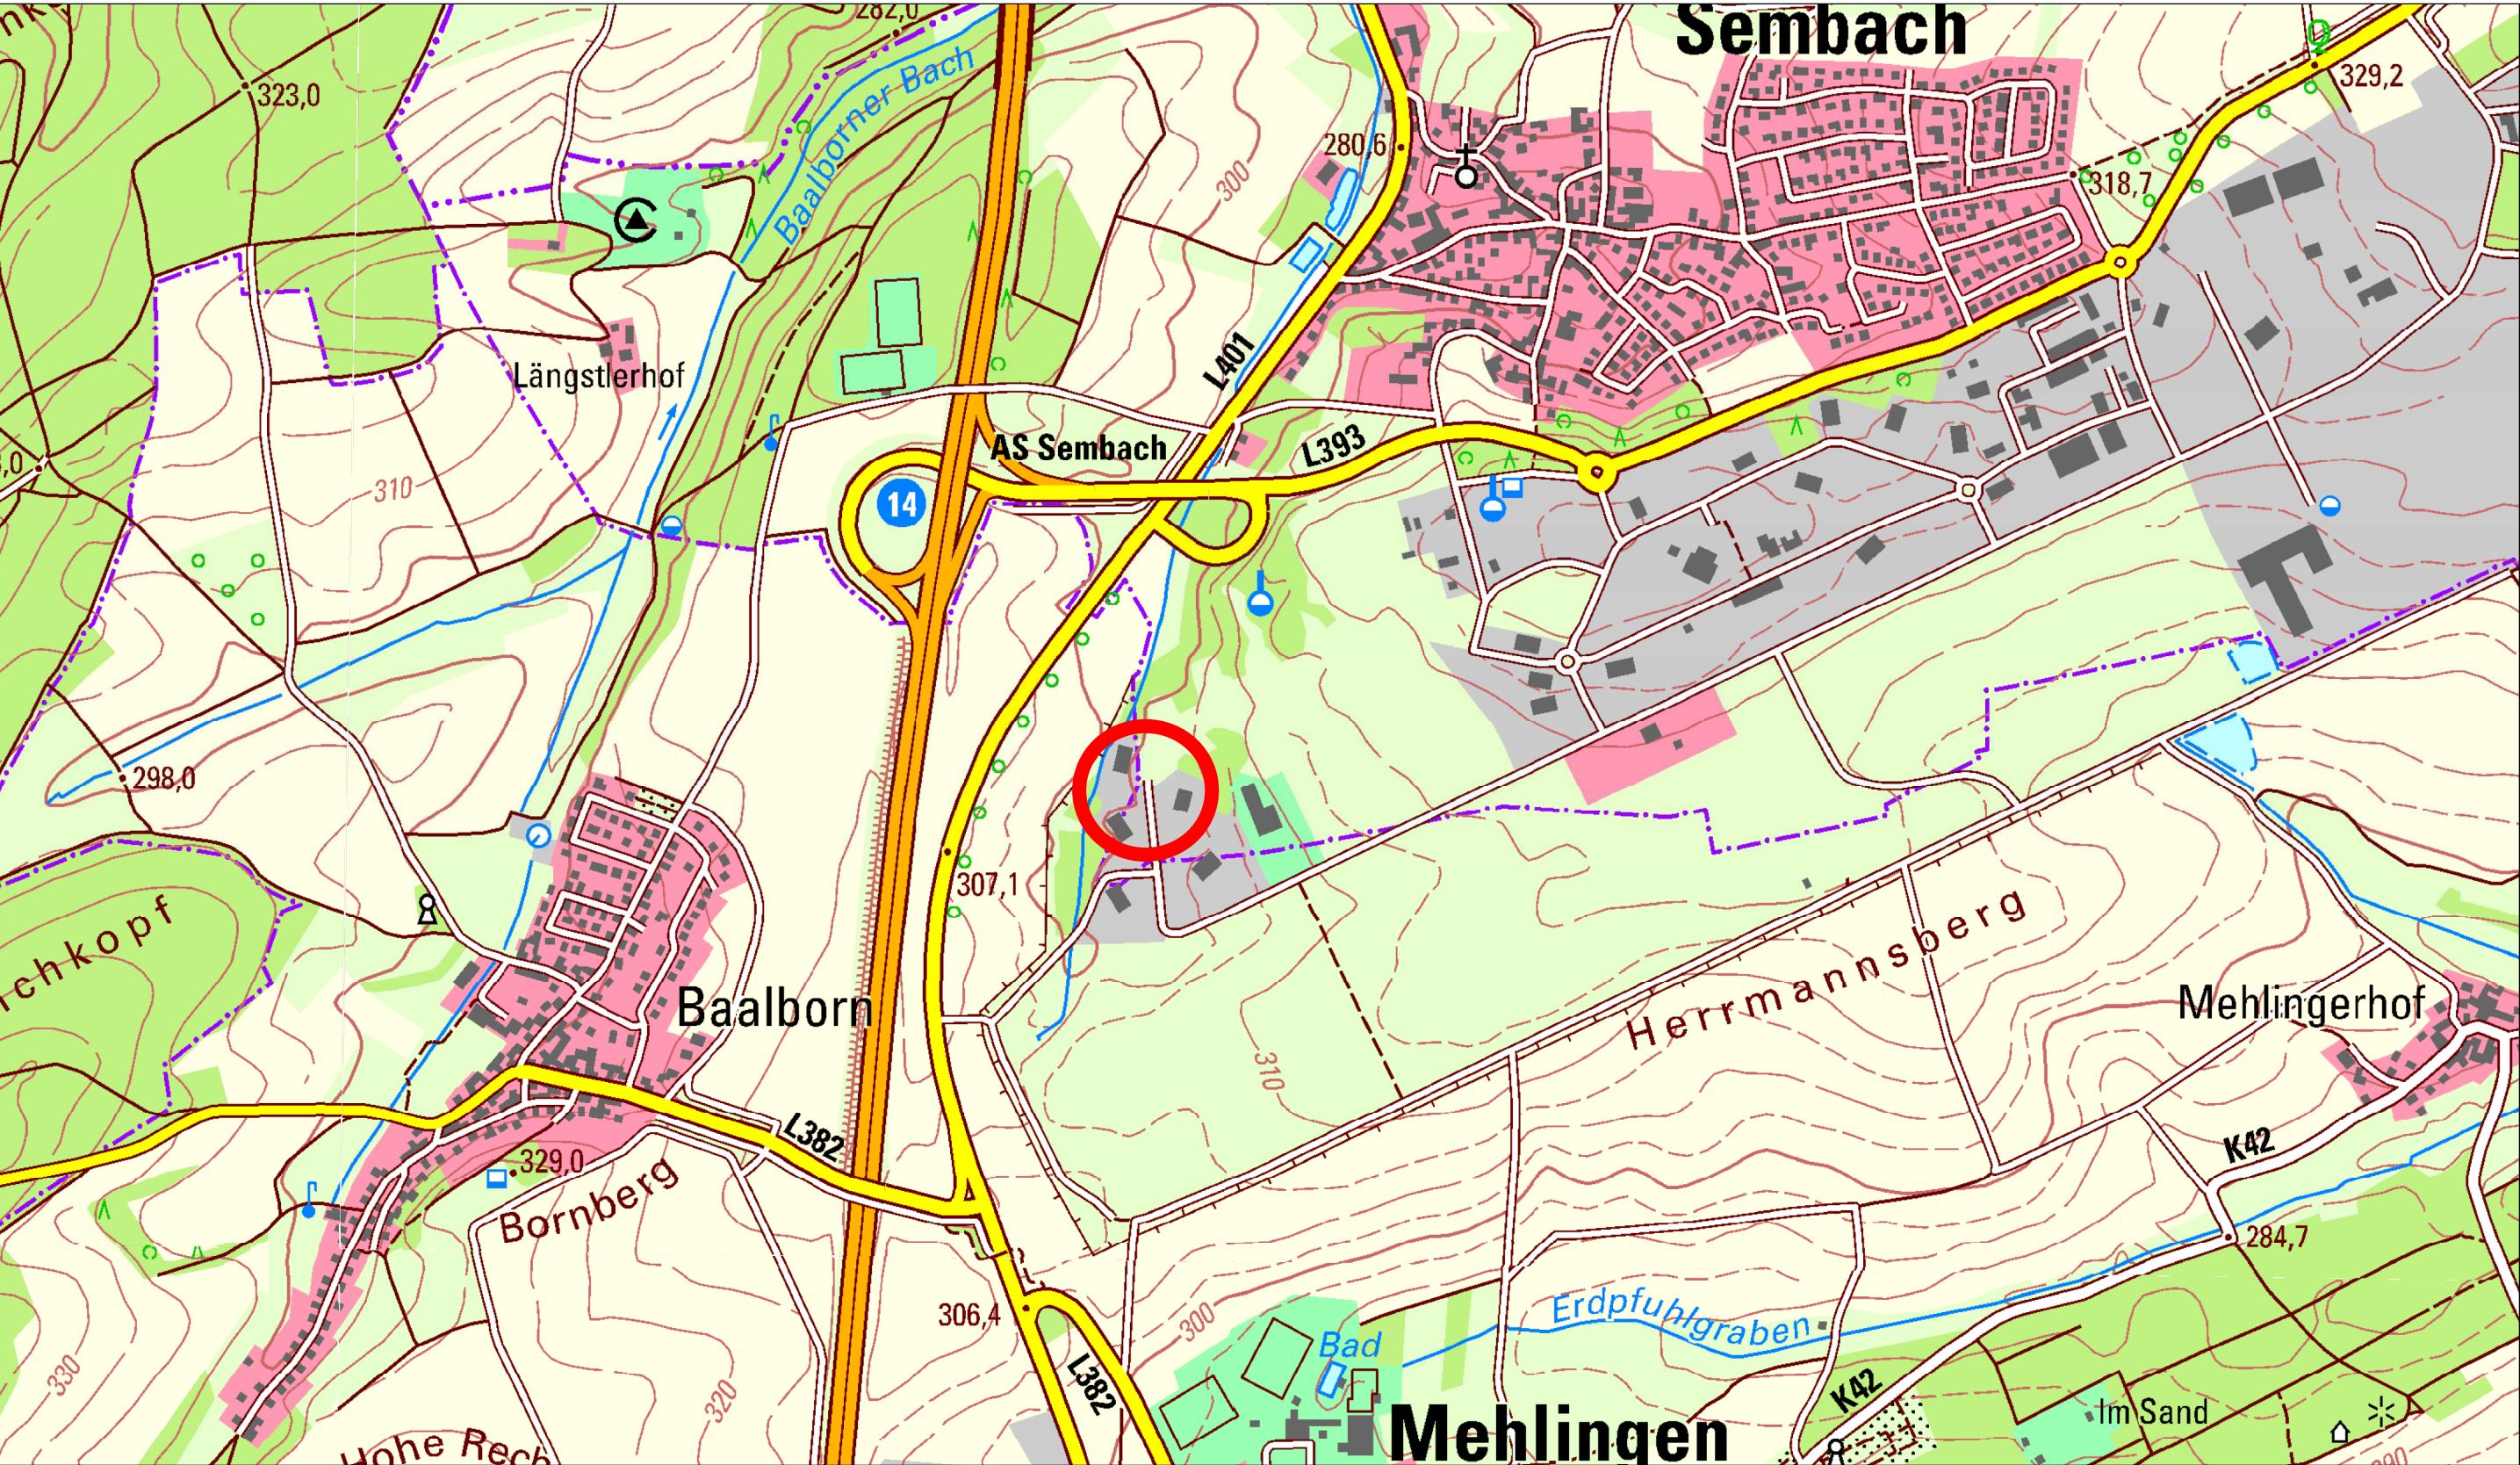 282,0
Sembach
323,0
Baalborner Bach
329,2
280,6
300
318,7
Längstlerhof
L401
AS Sembach
L393
310
14
298,0
307,1
Baalborn
Herrmannsberg
Mehlingerhof
310
L382
329,0
Bornberg
K42
284,7
306,4
300
Erdpfuhlgraben
Bad
L382
330
320
K42
Im Sand
Mehlingen
Hohe Rech